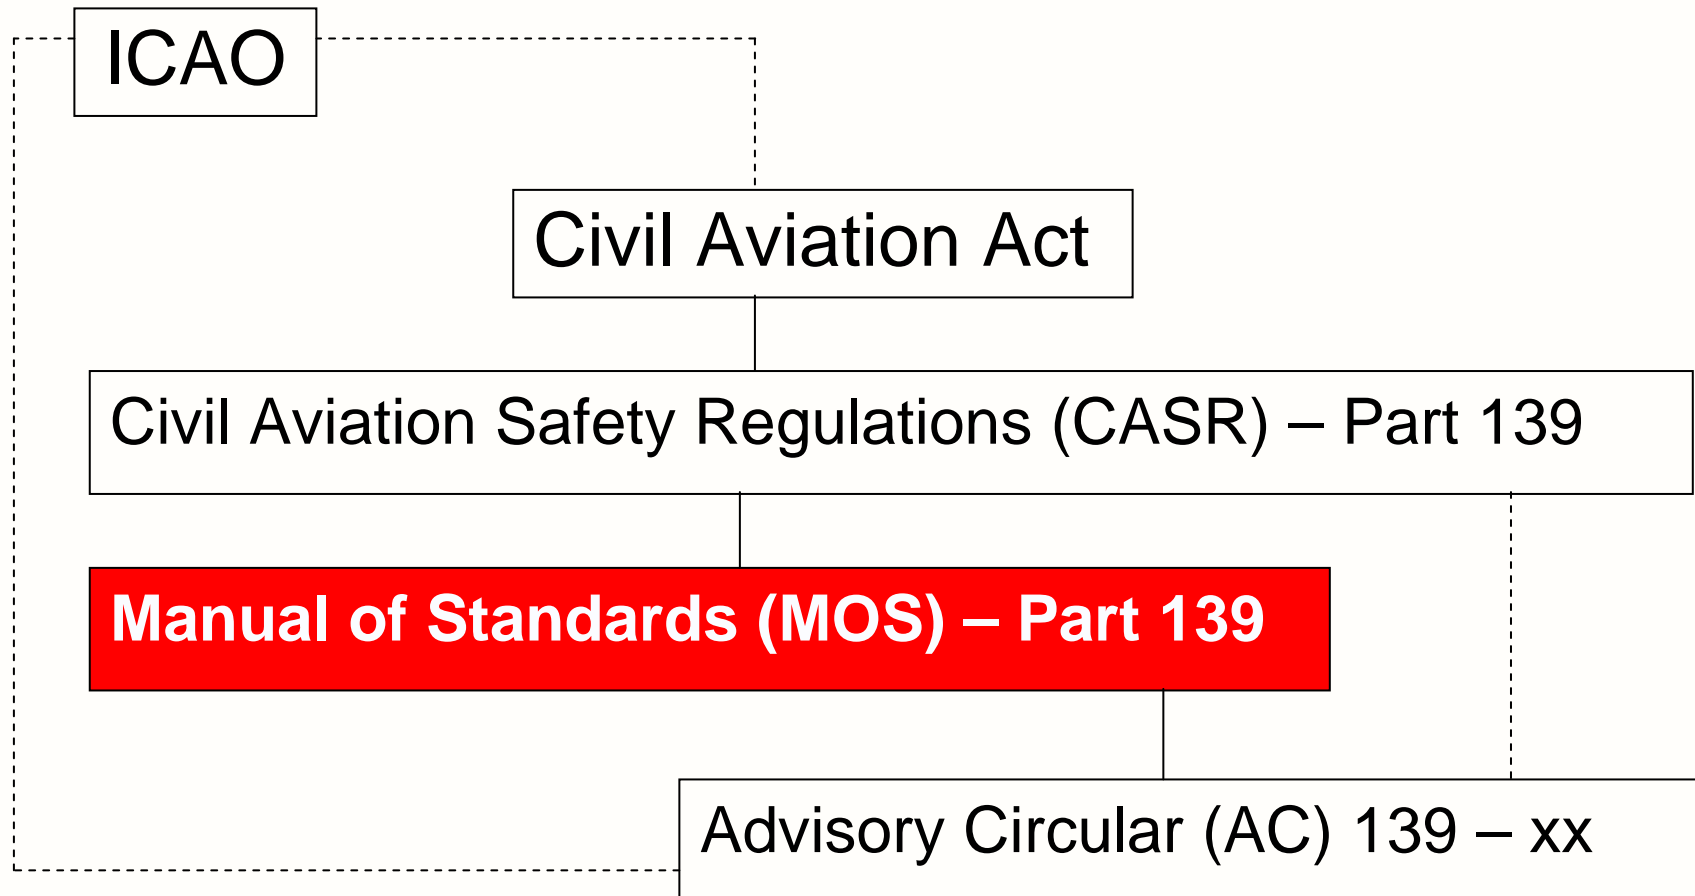 ICAO
Civil Aviation Act
Civil Aviation Safety Regulations (CASR) – Part 139
Manual of Standards (MOS) – Part 139
Advisory Circular (AC) 139 – xx